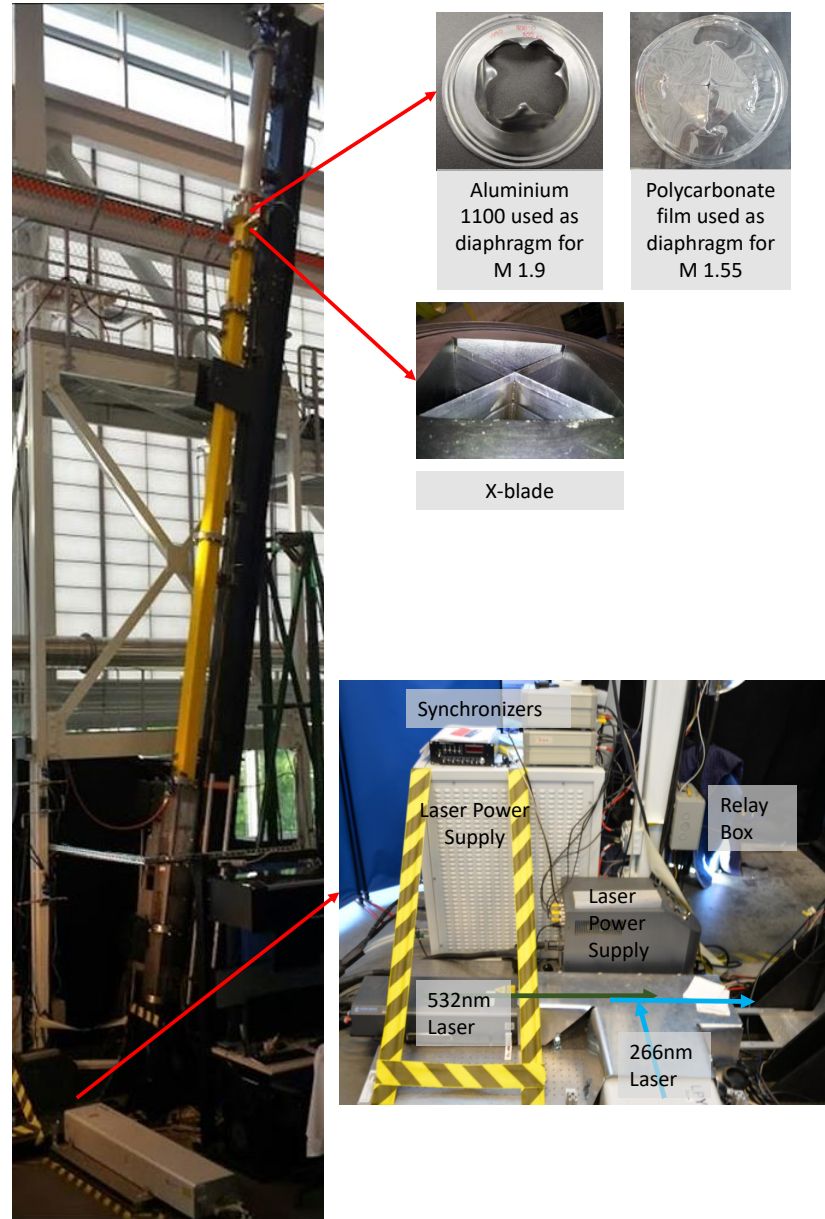 Aluminium
1100 used as
diaphragm for
M 1.9
Polycarbonate
film used as
diaphragm for
M 1.55
X-blade
Synchronizers
Laser Power
Supply
Relay
Box
Laser
Power
Supply
532nm
Laser
266nm
Laser